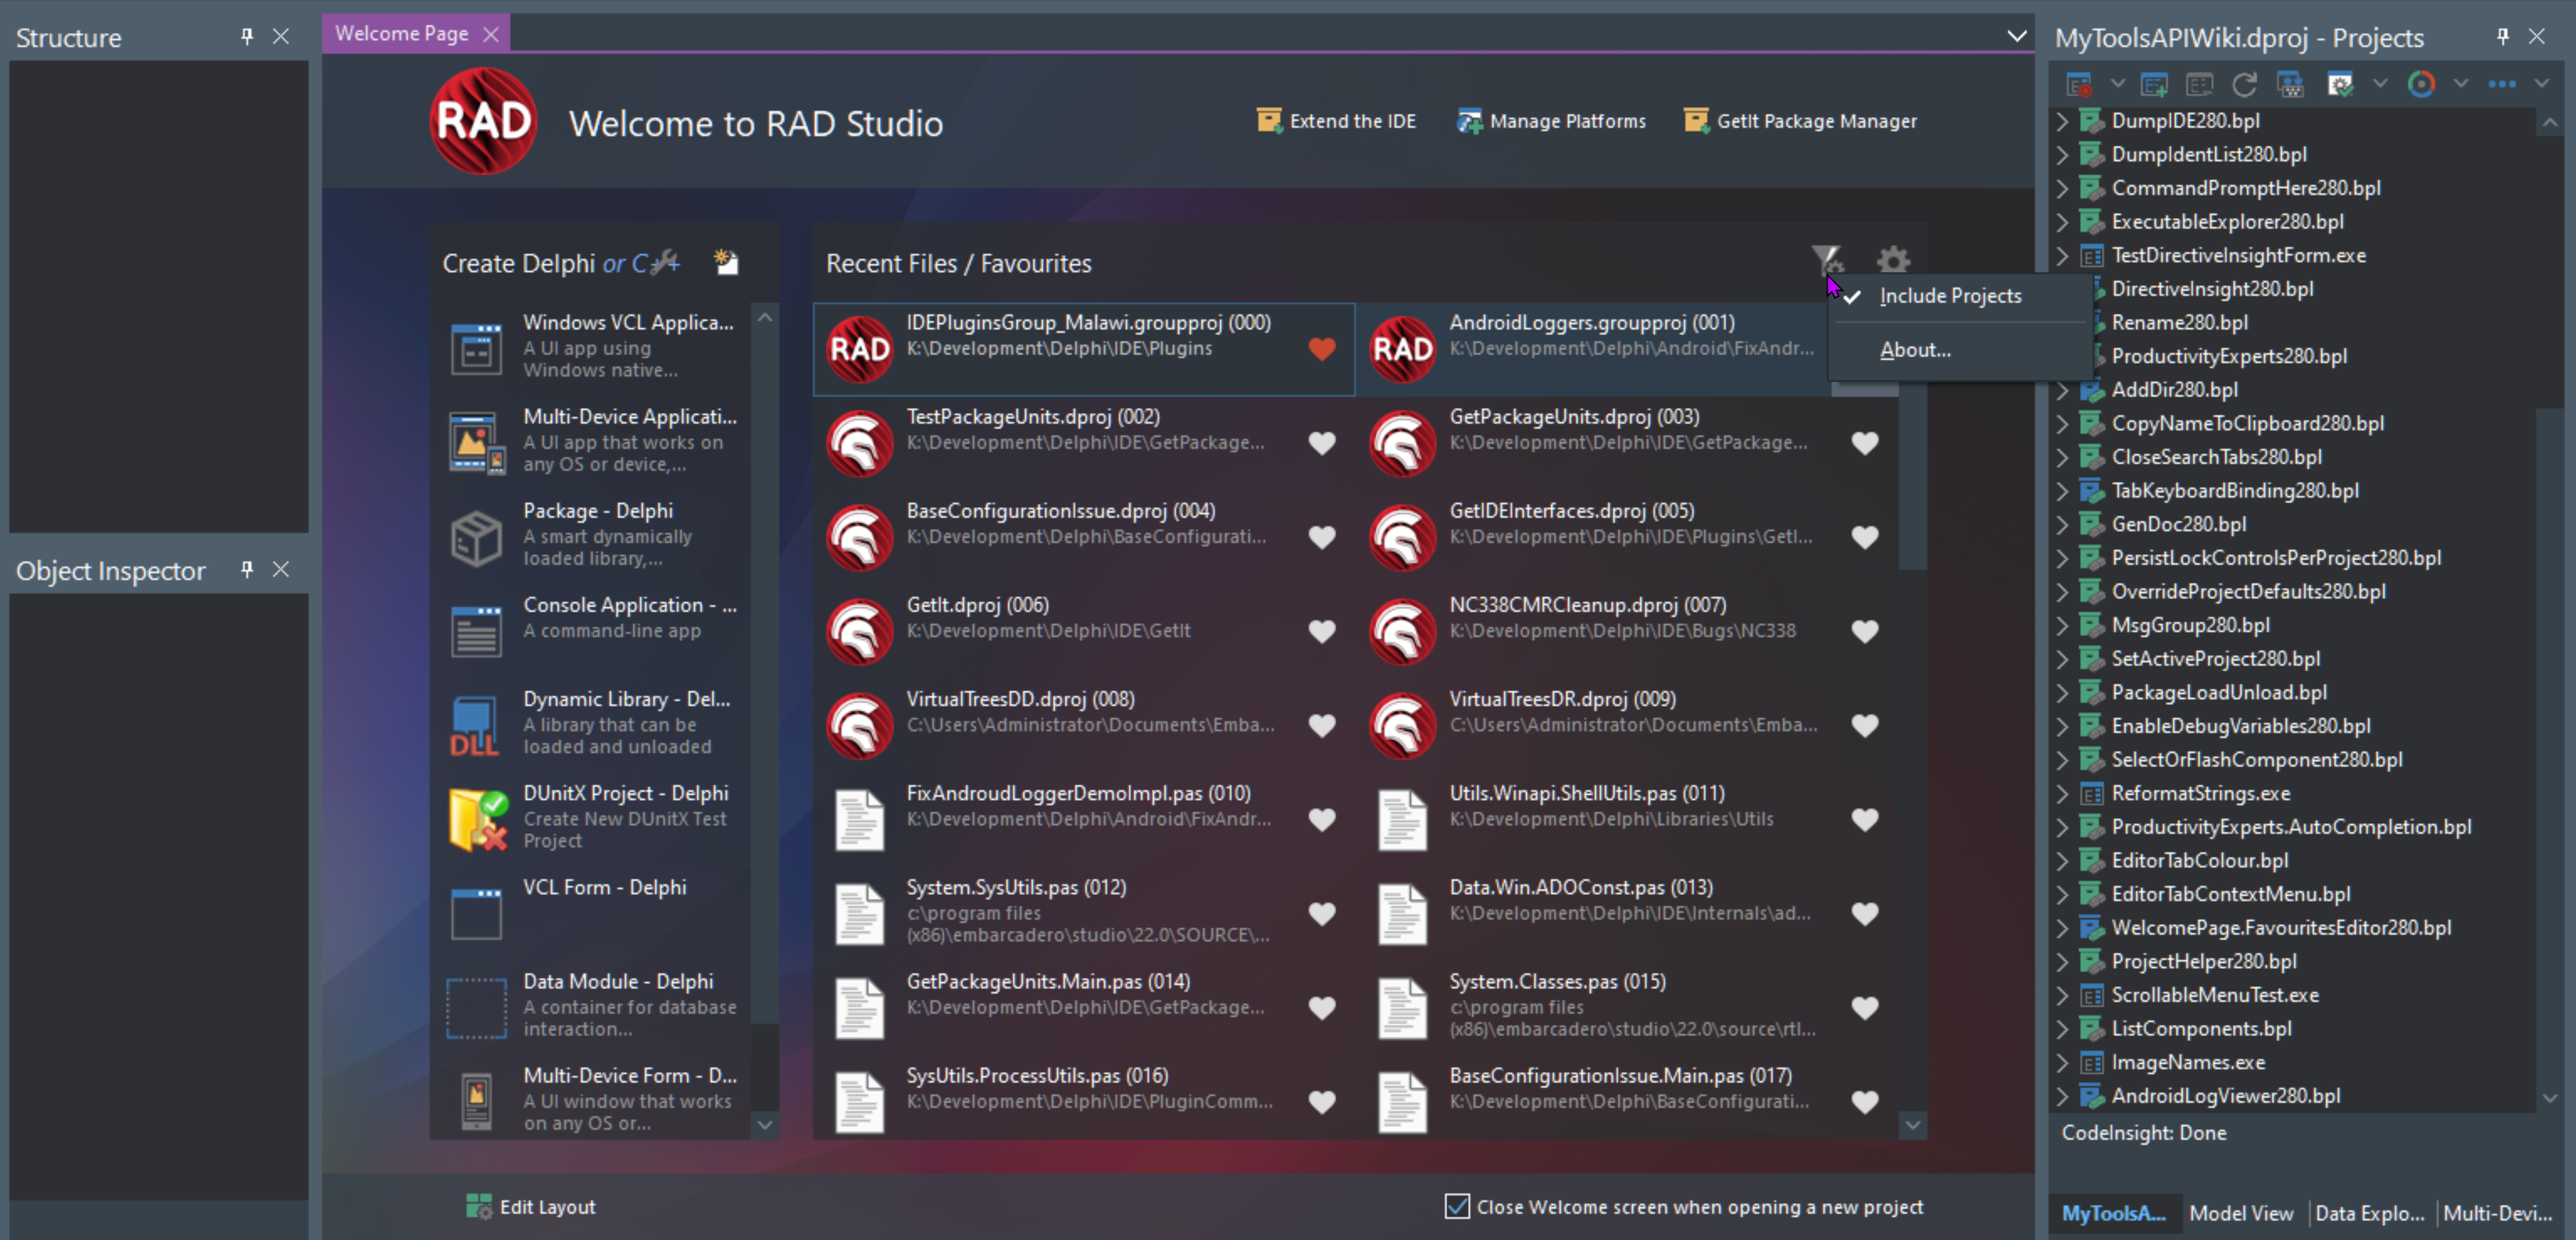 Structure
Object Inspector
Welcome Page
RAD
Welcome to RAD Studio
Extend the IDE
Manage Platforms
GetIt Package Manager
Create Delphi or C++
Windows VCL Applica...
A UI app using
Windows native...
Multi-Device Applicati...
A UI app that works on
any OS or device,...
Package - Delphi
A smart dynamically
loaded library,...
Console Application - ...
A command-line app
Dynamic Library - Del...
A library that can be
loaded and unloaded
DLL
DUnitX Project - Delphi
Create New DUnitX Test
Project
VCL Form - Delphi
Data Module - Delphi
A container for database
interaction...
Multi-Device Form - D...
A UI window that works
on any OS or...
Recent Files / Favourites
Include Projects
About...
RAD
IDEPluginsGroup_Malawi.groupproj (000)
K:\Development\Delphi\IDE\Plugins
RAD
AndroidLoggers.groupproj (001)
K:\Development\Delphi\Android\FixAndr...
TestPackageUnits.dproj (002)
K:\Development\Delphi\IDE\GetPackage...
GetPackageUnits.dproj (003)
K:\Development\Delphi\IDE\GetPackage...
BaseConfigurationIssue.dproj (004)
K:\Development\Delphi\BaseConfigurati...
GetIDEInterfaces.dproj (005)
K:\Development\Delphi\IDE\Plugins\GetI...
GetIt.dproj (006)
K:\Development\Delphi\IDE\GetIt
NC338CMRCleanup.dproj (007)
K:\Development\Delphi\IDE\Bugs\NC338
VirtualTreesDD.dproj (008)
C:\Users\Administrator\Documents\Emba...
VirtualTreesDR.dproj (009)
C:\Users\Administrator\Documents\Emba...
FixAndroudLoggerDemoImpl.pas (010)
K:\Development\Delphi\Android\FixAndr...
Utils.Winapi.ShellUtils.pas (011)
K:\Development\Delphi\Libraries\Utils
System.SysUtils.pas (012)
c:\program files
(x86)\embarcadero\studio\22.0\SOURCE\...
Data.Win.ADOConst.pas (013)
K:\Development\Delphi\IDE\Internals\ad...
GetPackageUnits.Main.pas (014)
K:\Development\Delphi\IDE\GetPackage...
System.Classes.pas (015)
c:\program files
(x86)\embarcadero\studio\22.0\source\rtl...
SysUtils.ProcessUtils.pas (016)
K:\Development\Delphi\IDE\PluginComm...
BaseConfigurationIssue.Main.pas (017)
K:\Development\Delphi\BaseConfigurati...
Edit Layout
Close Welcome screen when opening a new project
MyToolsAPIWiki.dproj - Projects
DumpIDE280.bpl
DumpIdentList280.bpl
CommandPromptHere280.bpl
ExecutableExplorer280.bpl
TestDirectiveInsightForm.exe
DirectiveInsight280.bpl
Rename280.bpl
ProductivityExperts280.bpl
AddDir280.bpl
CopyNameToClipboard280.bpl
CloseSearchTabs280.bpl
TabKeyboardBinding280.bpl
GenDoc280.bpl
PersistLockControlsPerProject280.bpl
OverrideProjectDefaults280.bpl
MsgGroup280.bpl
SetActiveProject280.bpl
PackageLoadUnload.bpl
EnableDebugVariables280.bpl
SelectOrFlashComponent280.bpl
ReformatStrings.exe
ProductivityExperts.AutoCompletion.bpl
EditorTabColour.bpl
EditorTabContextMenu.bpl
WelcomePage.FavouritesEditor280.bpl
ProjectHelper280.bpl
ScrollableMenuTest.exe
ListComponents.bpl
ImageNames.exe
AndroidLogViewer280.bpl
CodeInsight: Done
MyToolsA...
Model View
Data Explo...
Multi-Devi...